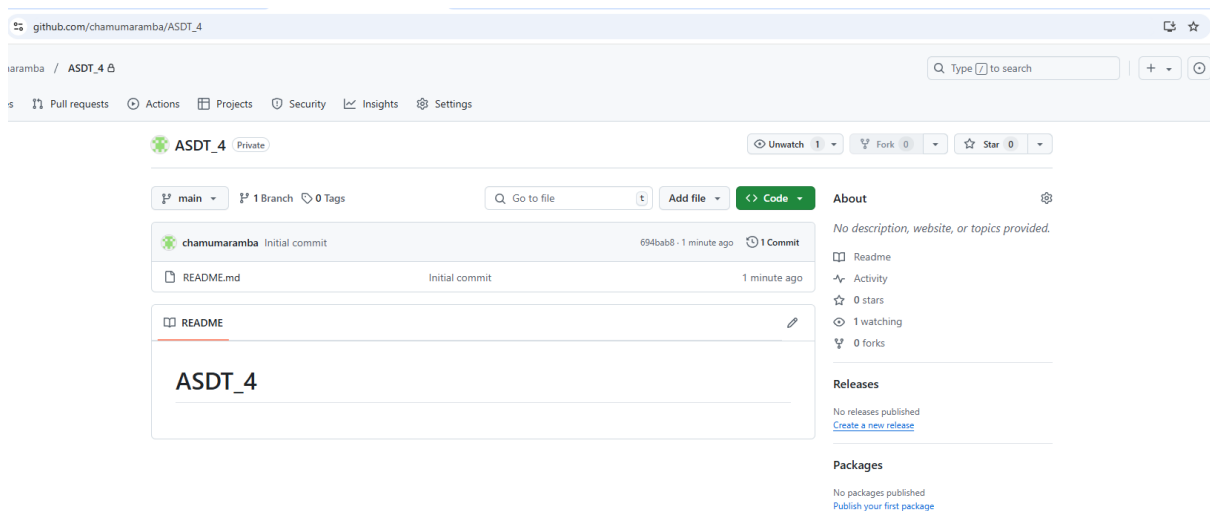 github.com/chamumaramba/ASDT_4
aramba / ASDT_4
Type / to search
Pull requests Actions Projects Security Insights Settings
ASDT_4 Private
Unwatch 1 Fork 0 Star 0
main 1 Branch 0 Tags Go to file t Add file Code
chamumaramba Initial commit 694bab8 · 1 minute ago 1 Commit
README.md Initial commit 1 minute ago
README
ASDT_4
About
No description, website, or topics provided.
Readme
Activity
0 stars
1 watching
0 forks
Releases
No releases published
Create a new release
Packages
No packages published
Publish your first package